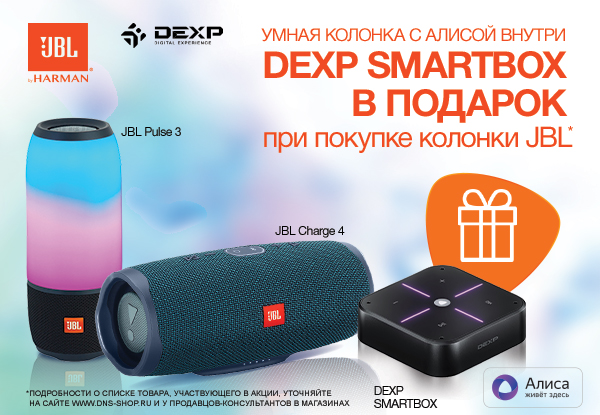 JBL
by HARMAN
DEXP
DIGITAL EXPERIENCE
УМНАЯ КОЛОНКА С АЛИСОЙ ВНУТРИ
DEXP SMARTBOX
В ПОДАРОК
при покупке колонки JBL*
JBL Pulse 3
JBL Charge 4
JBL
JBL
DEXP
DEXP
SMARTBOX
Алиса
живёт здесь
*ПОДРОБНОСТИ О СПИСКЕ ТОВАРА, УЧАСТВУЮЩЕГО В АКЦИИ, УТОЧНЯЙТЕ
НА САЙТЕ WWW.DNS-SHOP.RU И У ПРОДАВЦОВ-КОНСУЛЬТАНТОВ В МАГАЗИНАХ